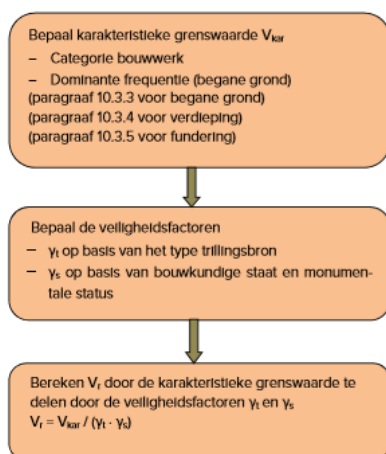 Bepaal karakteristieke grenswaarde Vkar
– Categorie bouwwerk
– Dominante frequentie (begane grond)
(paragraaf 10.3.3 voor begane grond)
(paragraaf 10.3.4 voor verdieping)
(paragraaf 10.3.5 voor fundering)
Bepaal de veiligheidsfactoren
– γt op basis van het type trillingsbron
– γs op basis van bouwkundige staat en monumen-
tale status
Bereken Vr door de karakteristieke grenswaarde te
delen door de veiligheidsfactoren γt en γs
Vr = Vkar / (γt · γs)